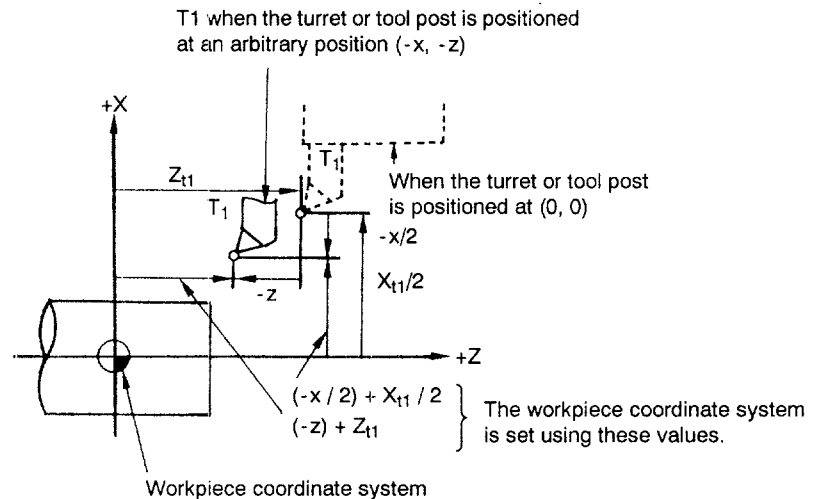 T1 when the turret or tool post is positioned
at an arbitrary position (-x, -z)
+X
Zt1
T1
T1
When the turret or tool post
is positioned at (0, 0)
-x/2
Xt1/2
-z
+Z
(-x / 2) + Xt1 / 2
(-z) + Zt1
The workpiece coordinate system
is set using these values.
Workpiece coordinate system